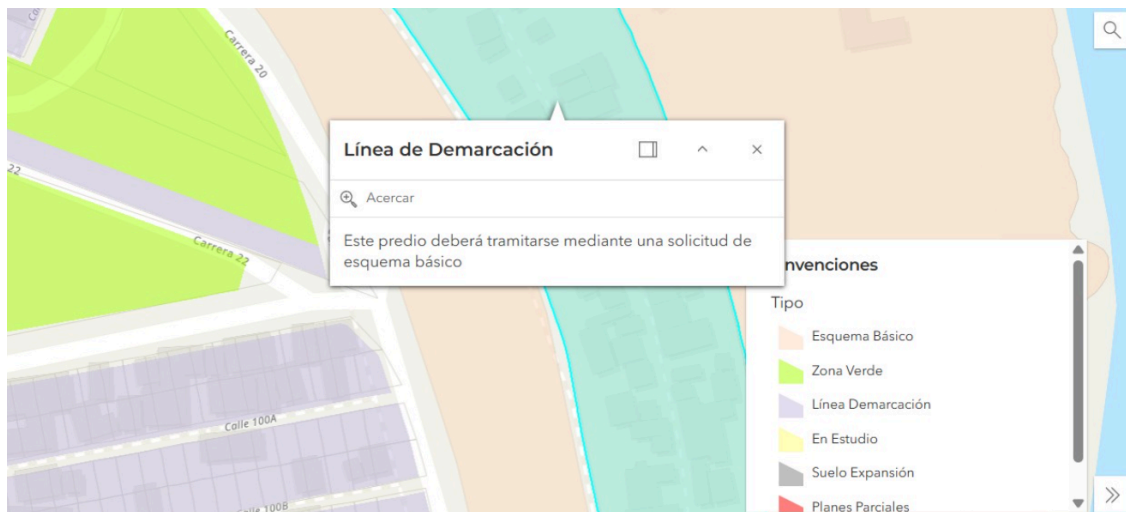 Carrera 20
22
Carrera 22
Línea de Demarcación
Acercar
Este predio deberá tramitarse mediante una solicitud de
esquema básico
nvenciones
Tipo
Esquema Básico
Zona Verde
Línea Demarcación
En Estudio
Suelo Expansión
Planes Parciales
Calle 100A
Calle 100B